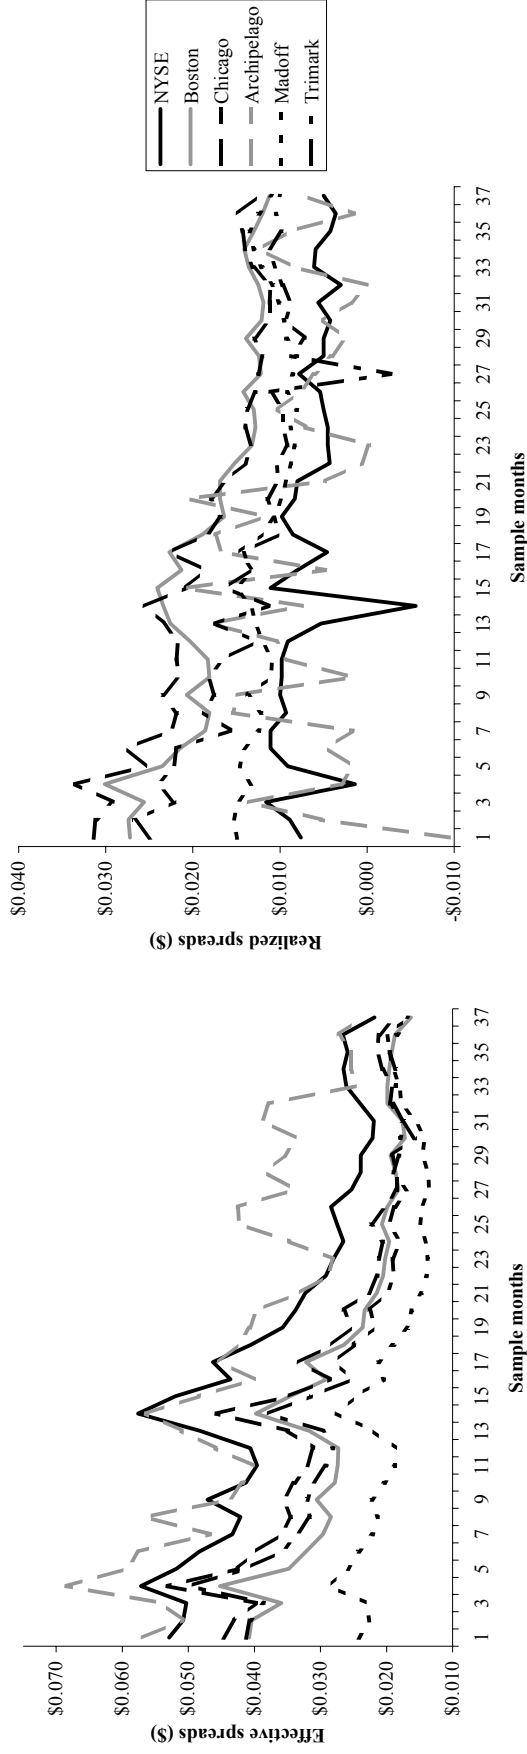 Effective spreads ($)
$0.070
$0.060
$0.050
$0.040
$0.030
$0.020
$0.010
1 3 5 7 9 11 13 15 17 19 21 23 25 27 29 31 33 35 37
Sample months
Realized spreads ($)
$0.040
$0.030
$0.020
$0.010
$0.000
-$0.010
1 3 5 7 9 11 13 15 17 19 21 23 25 27 29 31 33 35 37
Sample months
NYSE
Boston
Chicago
Archipelago
Madoff
Trimark